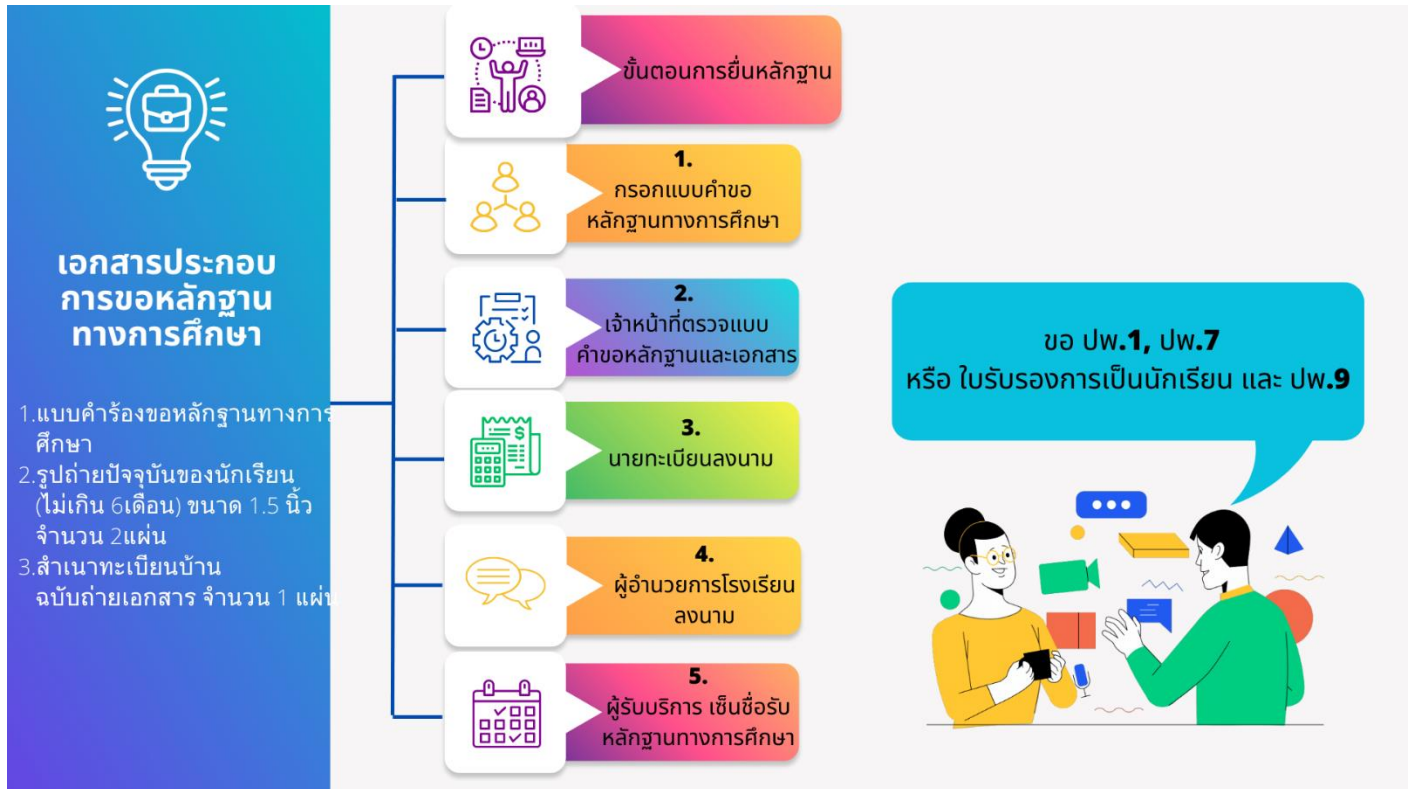 เอกสารประกอบ
การขอหลักฐาน
ทางการศึกษา
1.แบบคำร้องขอหลักฐานทางการ
ศึกษา
2.รูปถ่ายปัจจุบันของนักเรียน
(ไม่เกิน 6เดือน) ขนาด 1.5 นิ้ว
จำนวน 2แผ่น
3.สำเนาทะเบียนบ้าน
ฉบับถ่ายเอกสาร จำนวน 1 แผ่น
ขั้นตอนการยื่นหลักฐาน
1.
กรอกแบบคำขอ
หลักฐานทางการศึกษา
2.
เจ้าหน้าที่ตรวจแบบ
คำขอหลักฐานและเอกสาร
3.
นายทะเบียนลงนาม
4.
ผู้อำนวยการโรงเรียน
ลงนาม
5.
ผู้รับบริการ เซ็นชื่อรับ
หลักฐานทางการศึกษา
ขอ ปพ.1, ปพ.7
หรือ ใบรับรองการเป็นนักเรียน และ ปพ.9